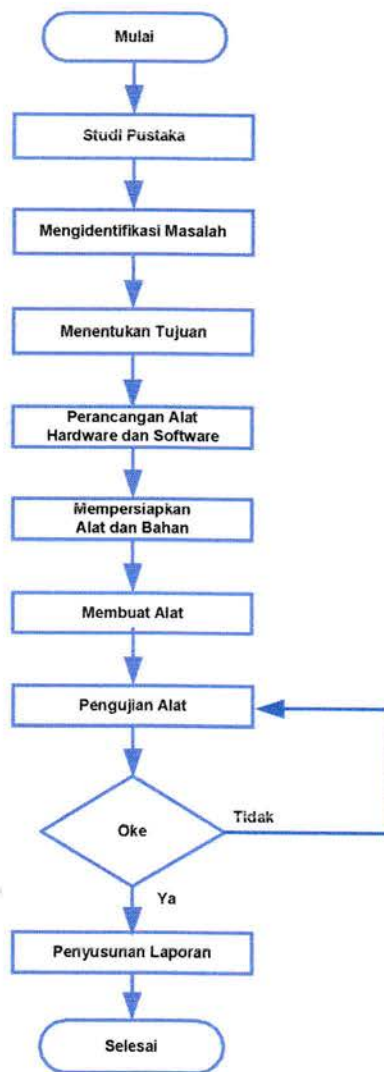 Mulai
Studi Pustaka
Mengidentifikasi Masalah
Menentukan Tujuan
Perancangan Alat
Hardware dan Software
Mempersiapkan
Alat dan Bahan
Membuat Alat
Pengujian Alat
Oke
Tidak
Ya
Penyusunan Laporan
Selesai